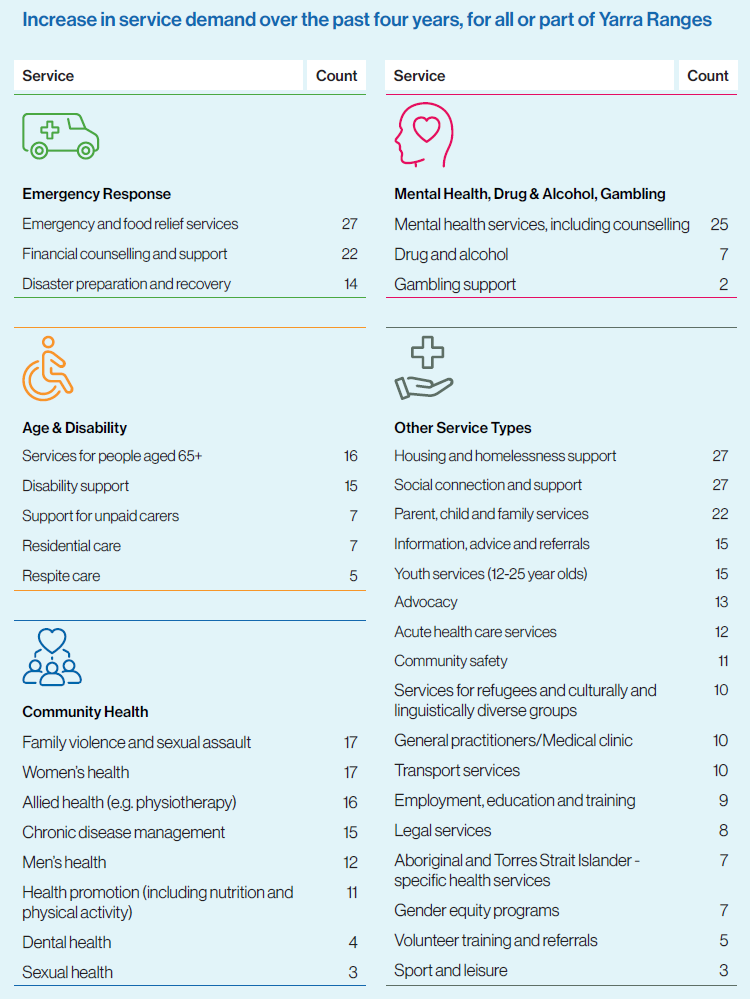 Increase in service demand over the past four years, for all or part of Yarra Ranges
Service Count
Emergency Response
Emergency and food relief services 27
Financial counselling and support 22
Disaster preparation and recovery 14
Age & Disability
Services for people aged 65+ 16
Disability support 15
Support for unpaid carers 7
Residential care 7
Respite care 5
Community Health
Family violence and sexual assault 17
Women's health 17
Allied health (e.g. physiotherapy) 16
Chronic disease management 15
Men's health 12
Health promotion (including nutrition and 11
physical activity)
Dental health 4
Sexual health 3
Service Count
Mental Health, Drug & Alcohol, Gambling
Mental health services, including counselling 25
Drug and alcohol 7
Gambling support 2
Other Service Types
Housing and homelessness support 27
Social connection and support 27
Parent, child and family services 22
Information, advice and referrals 15
Youth services (12-25 year olds) 15
Advocacy 13
Acute health care services 12
Community safety 11
Services for refugees and culturally and 10
linguistically diverse groups
General practitioners/Medical clinic 10
Transport services 10
Employment, education and training 9
Legal services 8
Aboriginal and Torres Strait Islander - 7
specific health services
Gender equity programs 7
Volunteer training and referrals 5
Sport and leisure 3